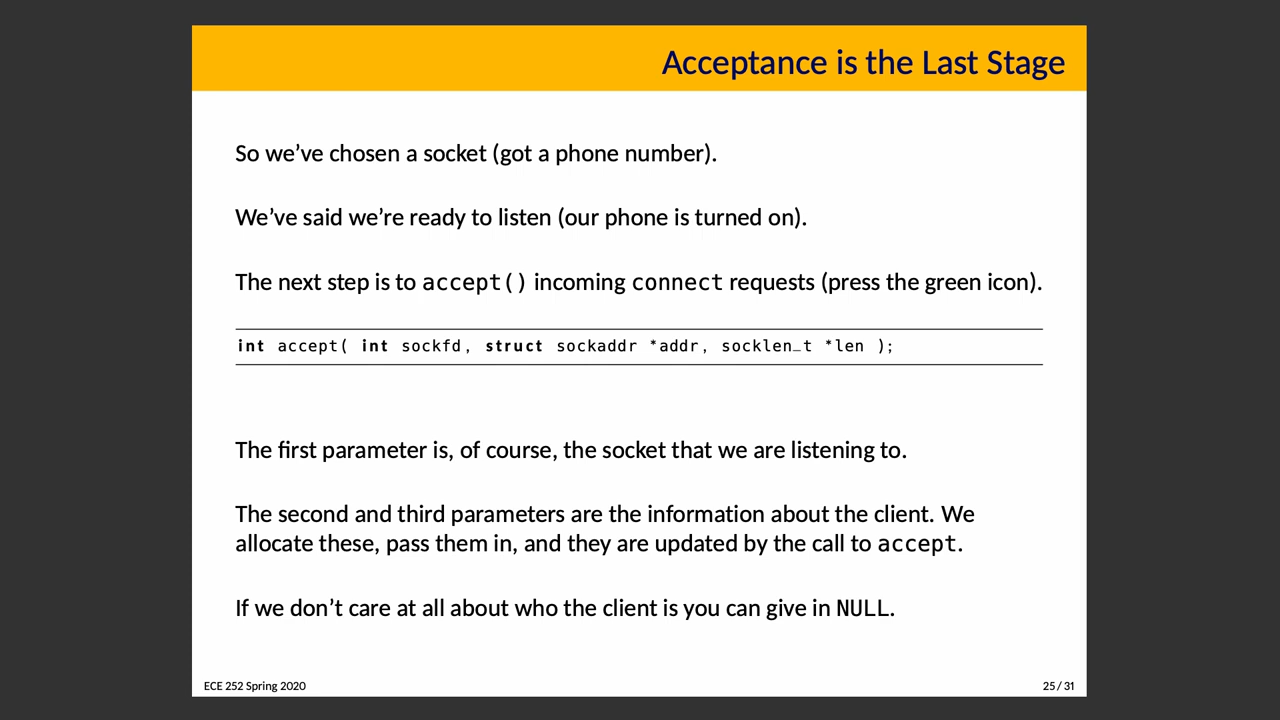 Acceptance is the Last Stage
So we’ve chosen a socket (got a phone number).
We’ve said we’re ready to listen (our phone is turned on).
The next step is to accept() incoming connect requests (press the green icon).
int accept( int sockfd, struct sockaddr *addr, socklen_t *len );
The first parameter is, of course, the socket that we are listening to.
The second and third parameters are the information about the client. We
allocate these, pass them in, and they are updated by the call to accept.
If we don’t care at all about who the client is you can give in NULL.
ECE 252 Spring 2020
25 / 31